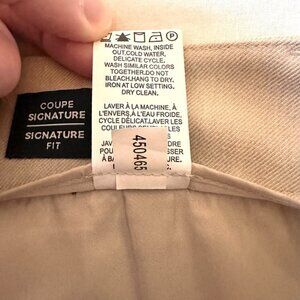 P
MACHINE WASH, INSIDE
OUT.COLD WATER,
DELICATE CYCLE,
WASH SIMILAR COLORS
TOGETHER.DO NOT
BLEACH.HANG TO DRY.
IRON AT LOW SETTING,
DRY CLEAN.
LAVER À LA MACHINE, À
L'ENVERS,À L'EAU FROIDE,
CYCLE DÉLICAT.LAVER
LES
COUPE
SIGNATURE
SIGNATURE
FIT
450465